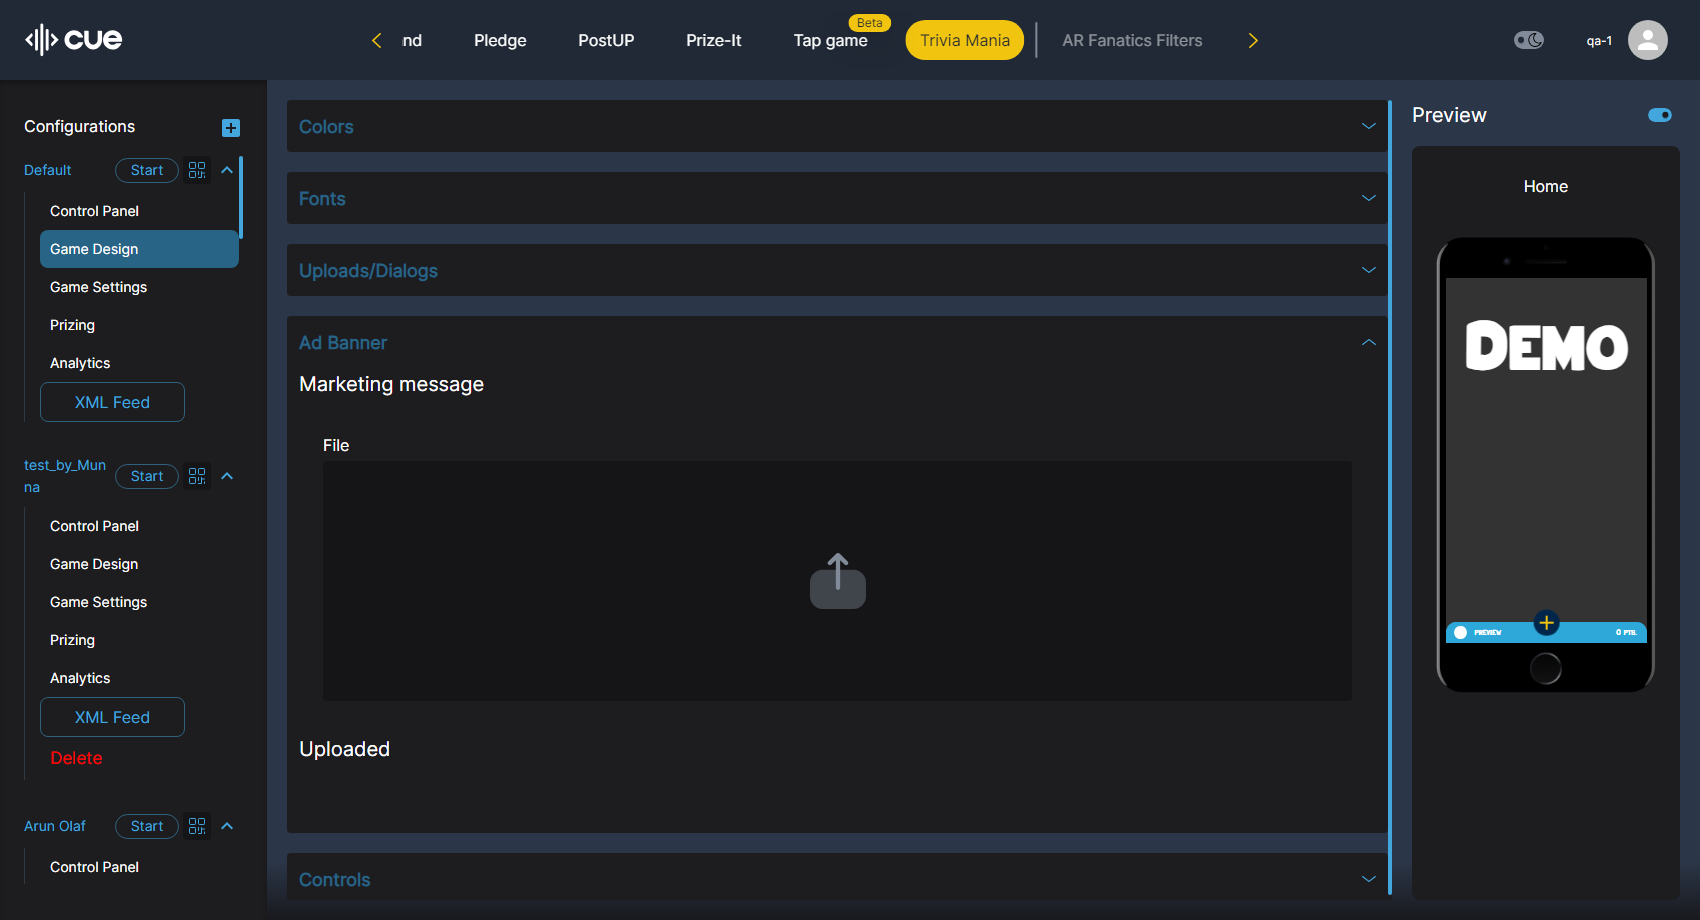 cue
nd
Pledge
PostUP
Prize-It
Beta
Tap game
Trivia Mania
AR Fanatics Filters
qa-1
Configurations
Default
Start
Control Panel
Game Design
Game Settings
Prizing
Analytics
XML Feed
test_by_Mun
na
Start
Control Panel
Game Design
Game Settings
Prizing
Analytics
XML Feed
Delete
Arun Olaf
Start
Control Panel
Colors
Fonts
Uploads/Dialogs
Ad Banner
Marketing message
File
Uploaded
Controls
Preview
Home
DEMO
PREVIEW
0 PTS.